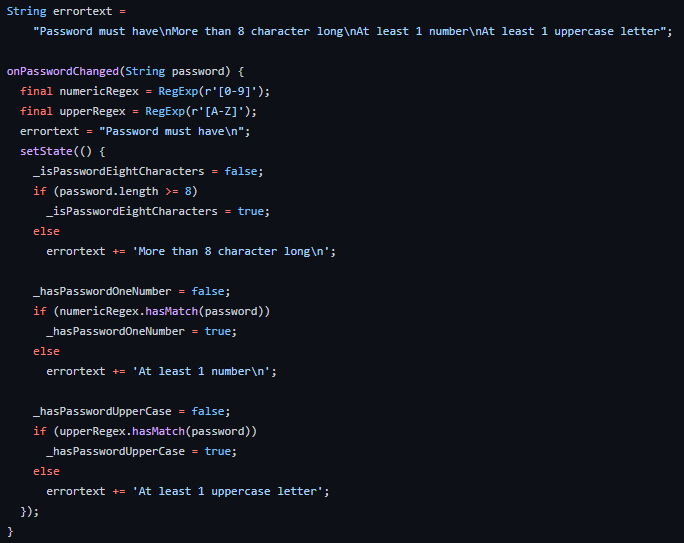 String errortext =
    "Password must have\nMore than 8 character long\nAt least 1 number\nAt least 1 uppercase letter";

onPasswordChanged(String password) {
  final numericRegex = RegExp(r'[0-9]');
  final upperRegex = RegExp(r'[A-Z]');
  errortext = "Password must have\n";
  setState(() {
    _isPasswordEightCharacters = false;
    if (password.length >= 8)
      _isPasswordEightCharacters = true;
    else
      errortext += 'More than 8 character long\n';

    _hasPasswordOneNumber = false;
    if (numericRegex.hasMatch(password))
      _hasPasswordOneNumber = true;
    else
      errortext += 'At least 1 number\n';

    _hasPasswordUpperCase = false;
    if (upperRegex.hasMatch(password))
      _hasPasswordUpperCase = true;
    else
      errortext += 'At least 1 uppercase letter';
  });
}